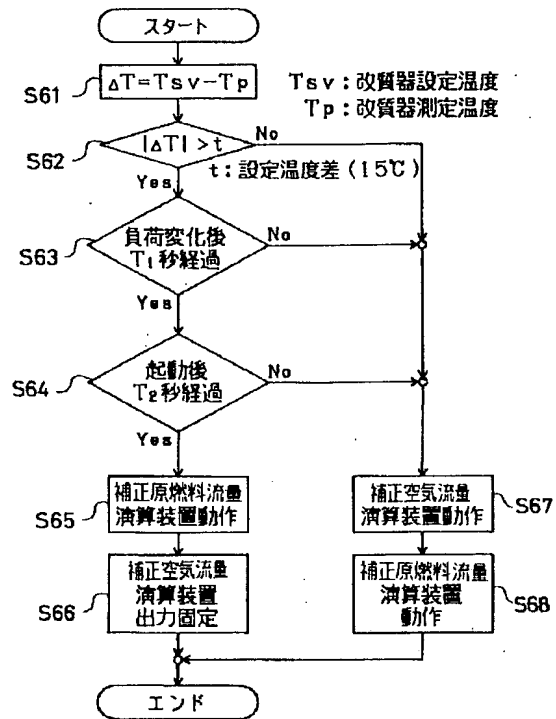 スタート
S61
ΔT=Tsv-Tp
Tsv:改質器設定温度
Tp:改質器測定温度
S62
|ΔT|>t
No
Yes
t:設定温度差(15℃)
S63
負荷変化後
T₁秒経過
No
Yes
S64
起動後
T₂秒経過
No
Yes
S65
補正原燃料流量
演算装置動作
補正空気流量
演算装置動作
S67
S66
補正空気流量
演算装置
出力固定
補正原燃料流量
演算装置
動作
S68
エンド